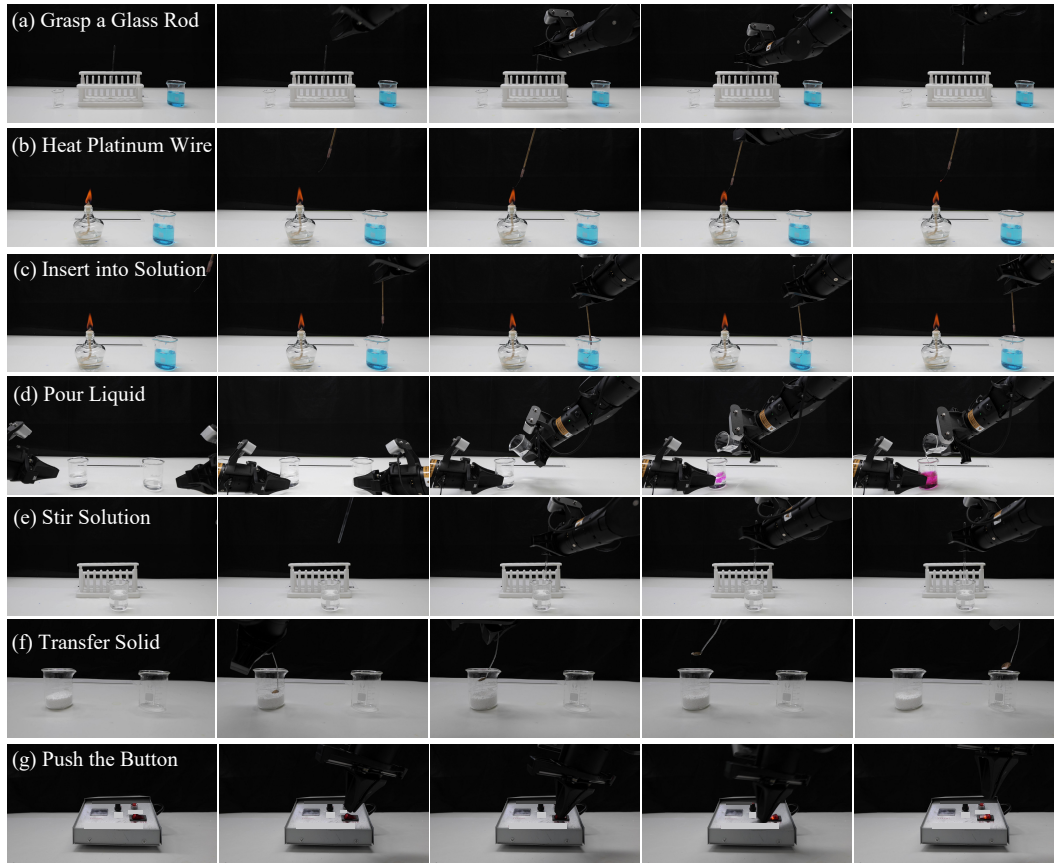 (a) Grasp a Glass Rod
(b) Heat Platinum Wire
(c) Insert into Solution
(d) Pour Liquid
(e) Stir Solution
(f) Transfer Solid
(g) Push the Button